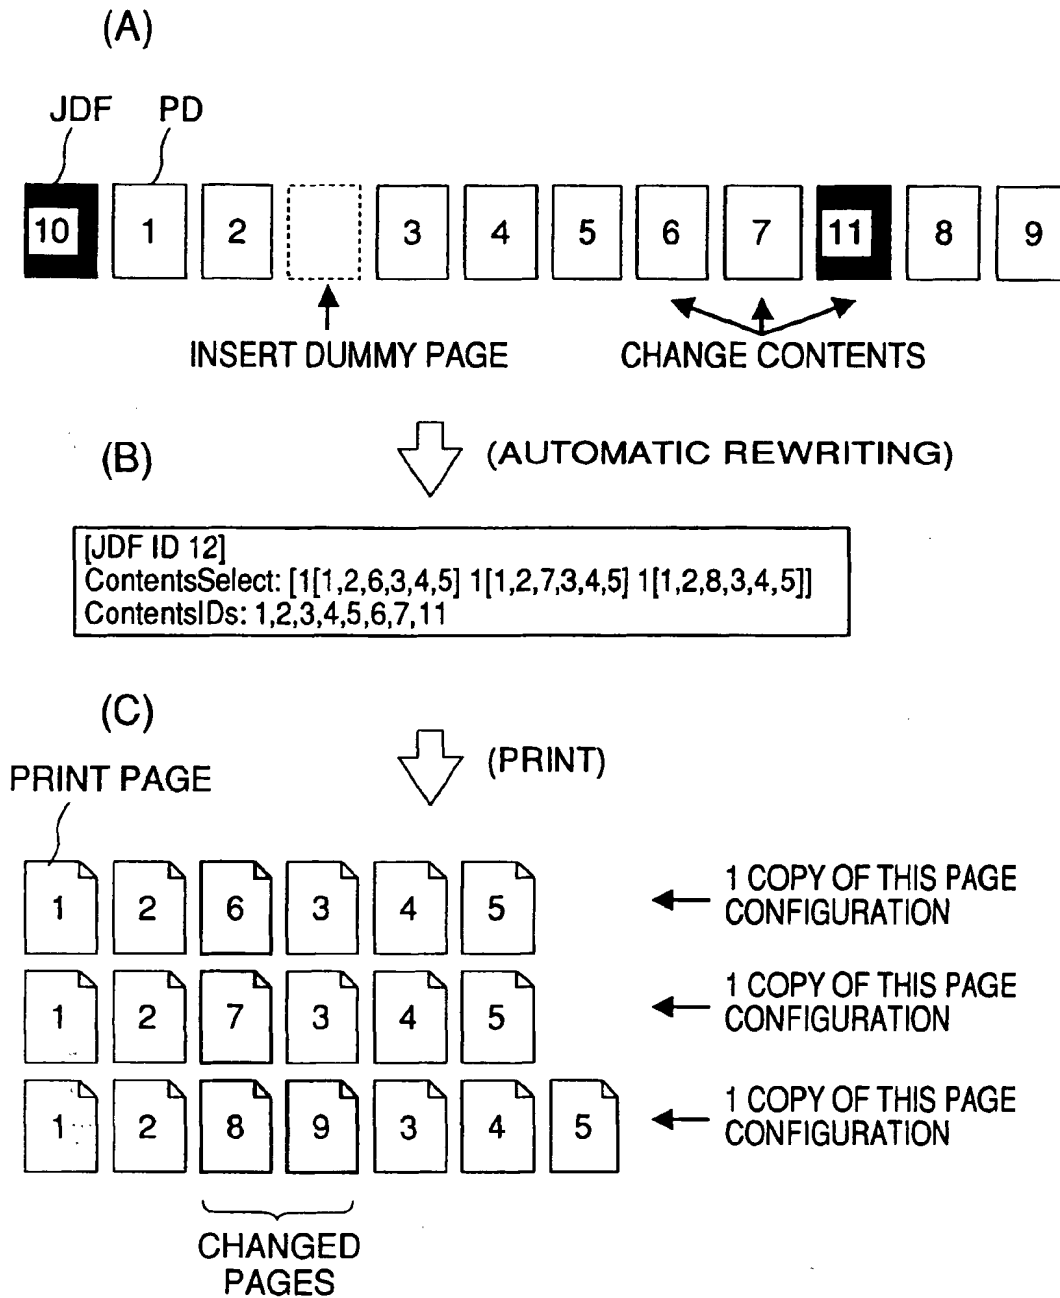 (A)
JDF PD
10 1 2 3 4 5 6 7 11 8 9
INSERT DUMMY PAGE CHANGE CONTENTS
(B) (AUTOMATIC REWRITING)
[JDF ID 12]
ContentsSelect: [1[1,2,6,3,4,5] 1[1,2,7,3,4,5] 1[1,2,8,3,4,5]]
ContentsIDs: 1,2,3,4,5,6,7,11
(C)
(PRINT)
PRINT PAGE
1 2 6 3 4 5
1 COPY OF THIS PAGE
CONFIGURATION
1 2 7 3 4 5
1 COPY OF THIS PAGE
CONFIGURATION
1 2 8 9 3 4 5
1 COPY OF THIS PAGE
CONFIGURATION
CHANGED
PAGES